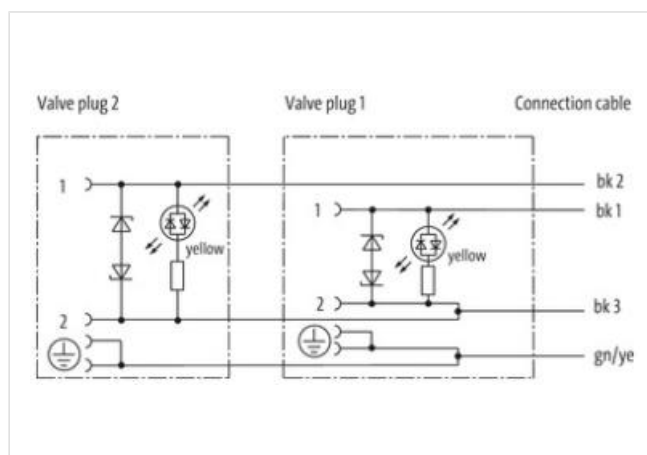 Valve plug 2 Valve plug 1 Connection cable
1 bk 2
1 bk 1
yellow yellow
2 bk 3
2
gn/ye